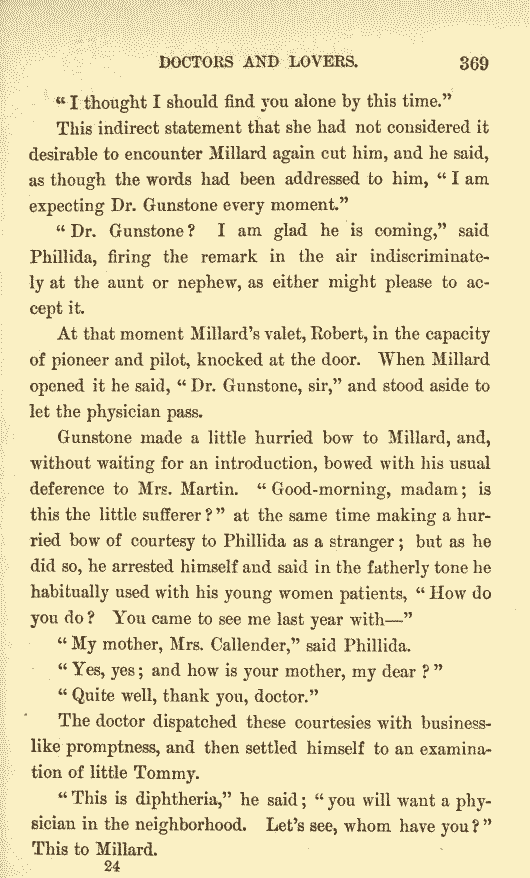 DOCTORS AND LOVERS. 369
“ I thought I should find you alone by this time.”
This indirect statement that she had not considered it
desirable to encounter Millard again cut him, and he said,
as though the words had been addressed to him, “ I am
expecting Dr. Gunstone every moment.”
“ Dr. Gunstone ? I am glad he is coming,” said
Phillida, firing the remark in the air indiscriminate-
ly at the aunt or nephew, as either might please to ac-
cept it.
At that moment Millard’s valet, Robert, in the capacity
of pioneer and pilot, knocked at the door. When Millard
opened it he said, “ Dr. Gunstone, sir,” and stood aside to
let the physician pass.
Gunstone made a little hurried bow to Millard, and,
without waiting for an introduction, bowed with his usual
deference to Mrs. Martin. “ Good-morning, madam ; is
this the little sufferer ? ” at the same time making a hur-
ried bow of courtesy to Phillida as a stranger ; but as he
did so, he arrested himself and said in the fatherly tone he
habitually used with his young women patients, “ How do
you do ? You came to see me last year with—”
“ My mother, Mrs. Callender,” said Phillida.
“ Yes, yes ; and how is your mother, my dear ? ”
“ Quite well, thank you, doctor.”
The doctor dispatched these courtesies with business-
like promptness, and then settled himself to an examina-
tion of little Tommy.
“ This is diphtheria,” he said ; “ you will want a phy-
sician in the neighborhood. Let’s see, whom have you ? ”
This to Millard.
24